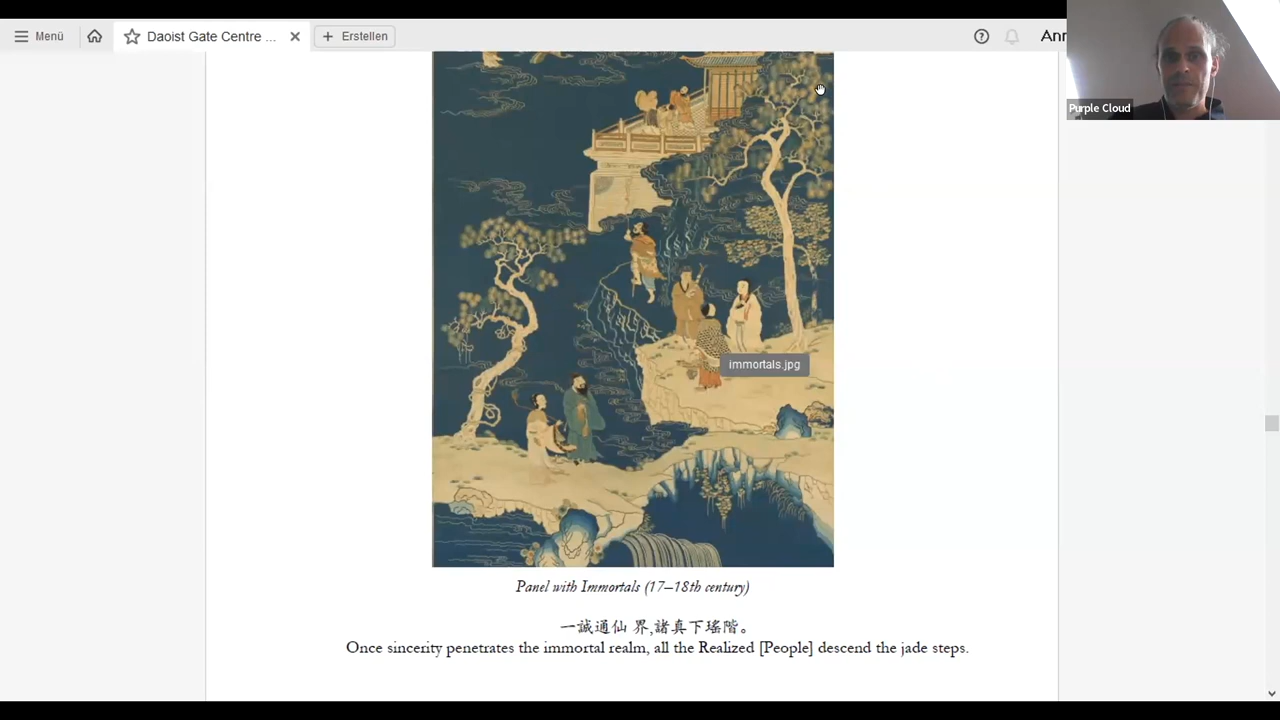 Menü
Daoist Gate Centre ...
Erstellen
Purple Cloud
immortals.jpg
Panel with Immortals (17–18th century)
一誠通仙 界,諸真下瑤階。
Once sincerity penetrates the immortal realm, all the Realized [People] descend the jade steps.